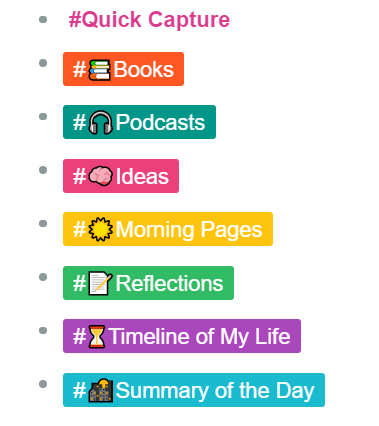 #Quick Capture
#📚Books
#🎧Podcasts
#🧠Ideas
#🌞Morning Pages
#📝Reflections
#⏳Timeline of My Life
#🌇Summary of the Day